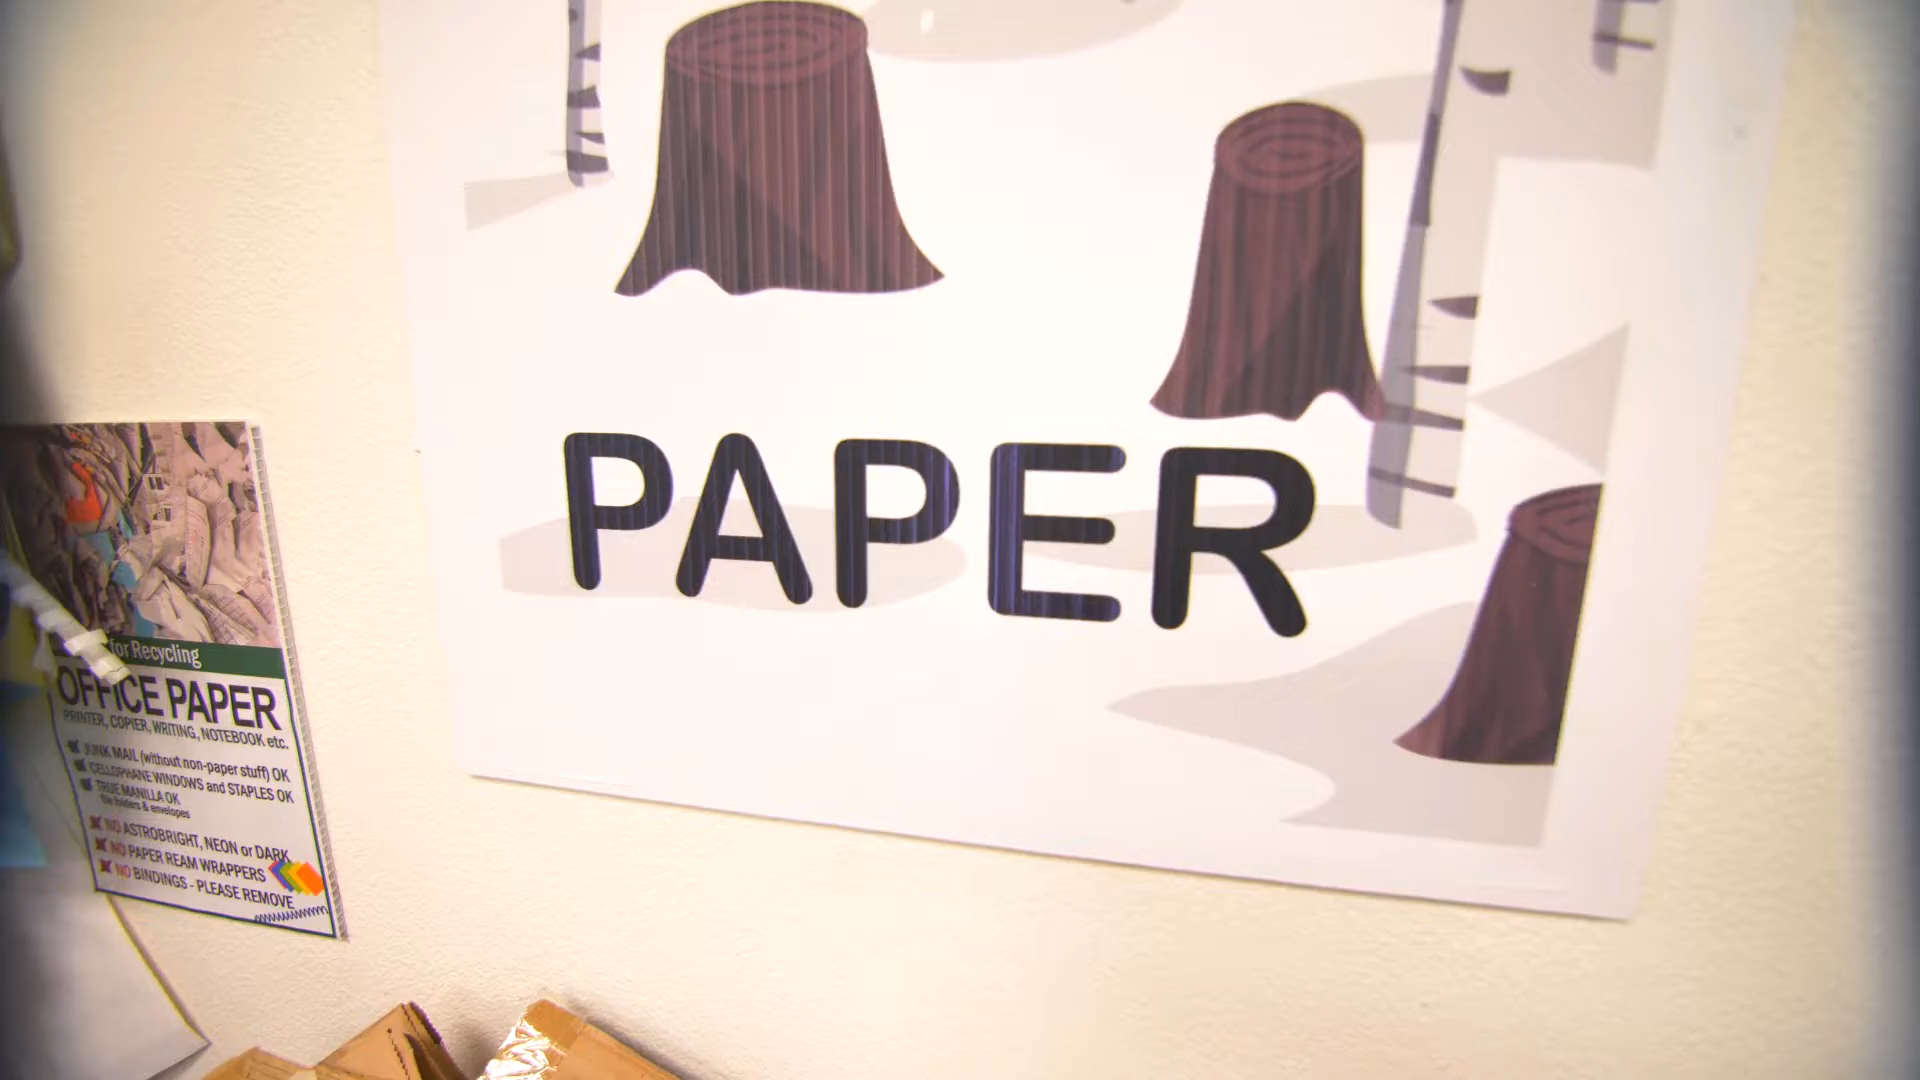 PAPER
for Recycling
OFFICE PAPER
PRINTER, COPIER, WRITING, NOTEBOOK etc.
JUNK MAIL (without non-paper stuff) OK
CELLOPHANE WINDOWS and STAPLES OK
TRUE MANILLA OK
file folders & envelopes
NO ASTROBRIGHT, NEON or DARK
NO PAPER REAM WRAPPERS
NO BINDINGS - PLEASE REMOVE